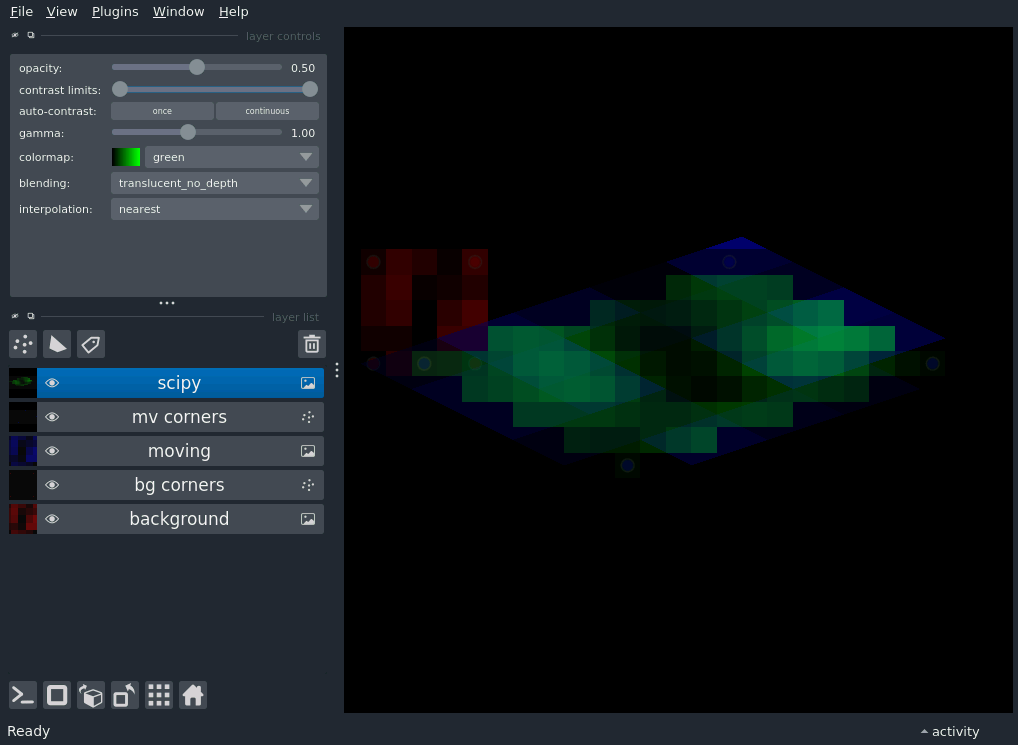 File View Plugins Window Help
layer controls
opacity: 0.50
contrast limits:
auto-contrast: once continuous
gamma: 1.00
colormap: green
blending: translucent_no_depth
interpolation: nearest
layer list
scipy
mv corners
moving
bg corners
background
Ready
activity